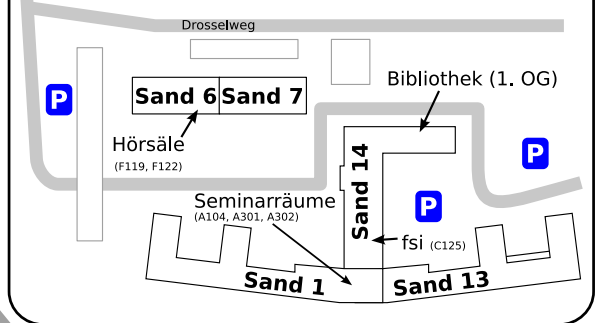 Drosselweg
P
Sand 6
Sand 7
Bibliothek (1. OG)
Hörsäle
(F119, F122)
P
Sand 14
Seminarräume
(A104, A301, A302)
P
fsi (C125)
Sand 1
Sand 13